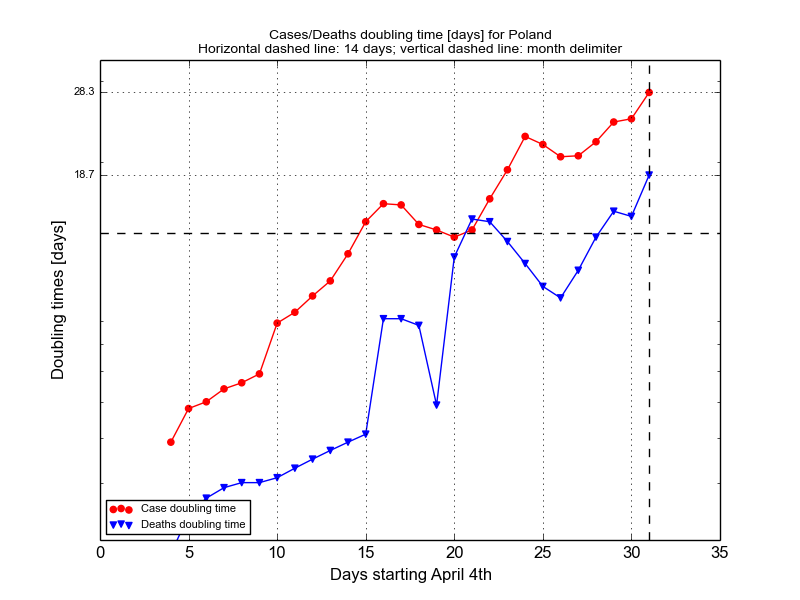 Cases/Deaths doubling time [days] for Poland
Horizontal dashed line: 14 days; vertical dashed line: month delimiter
28.3
18.7
Doubling times [days]
Case doubling time
Deaths doubling time
0 5 10 15 20 25 30 35
Days starting April 4th